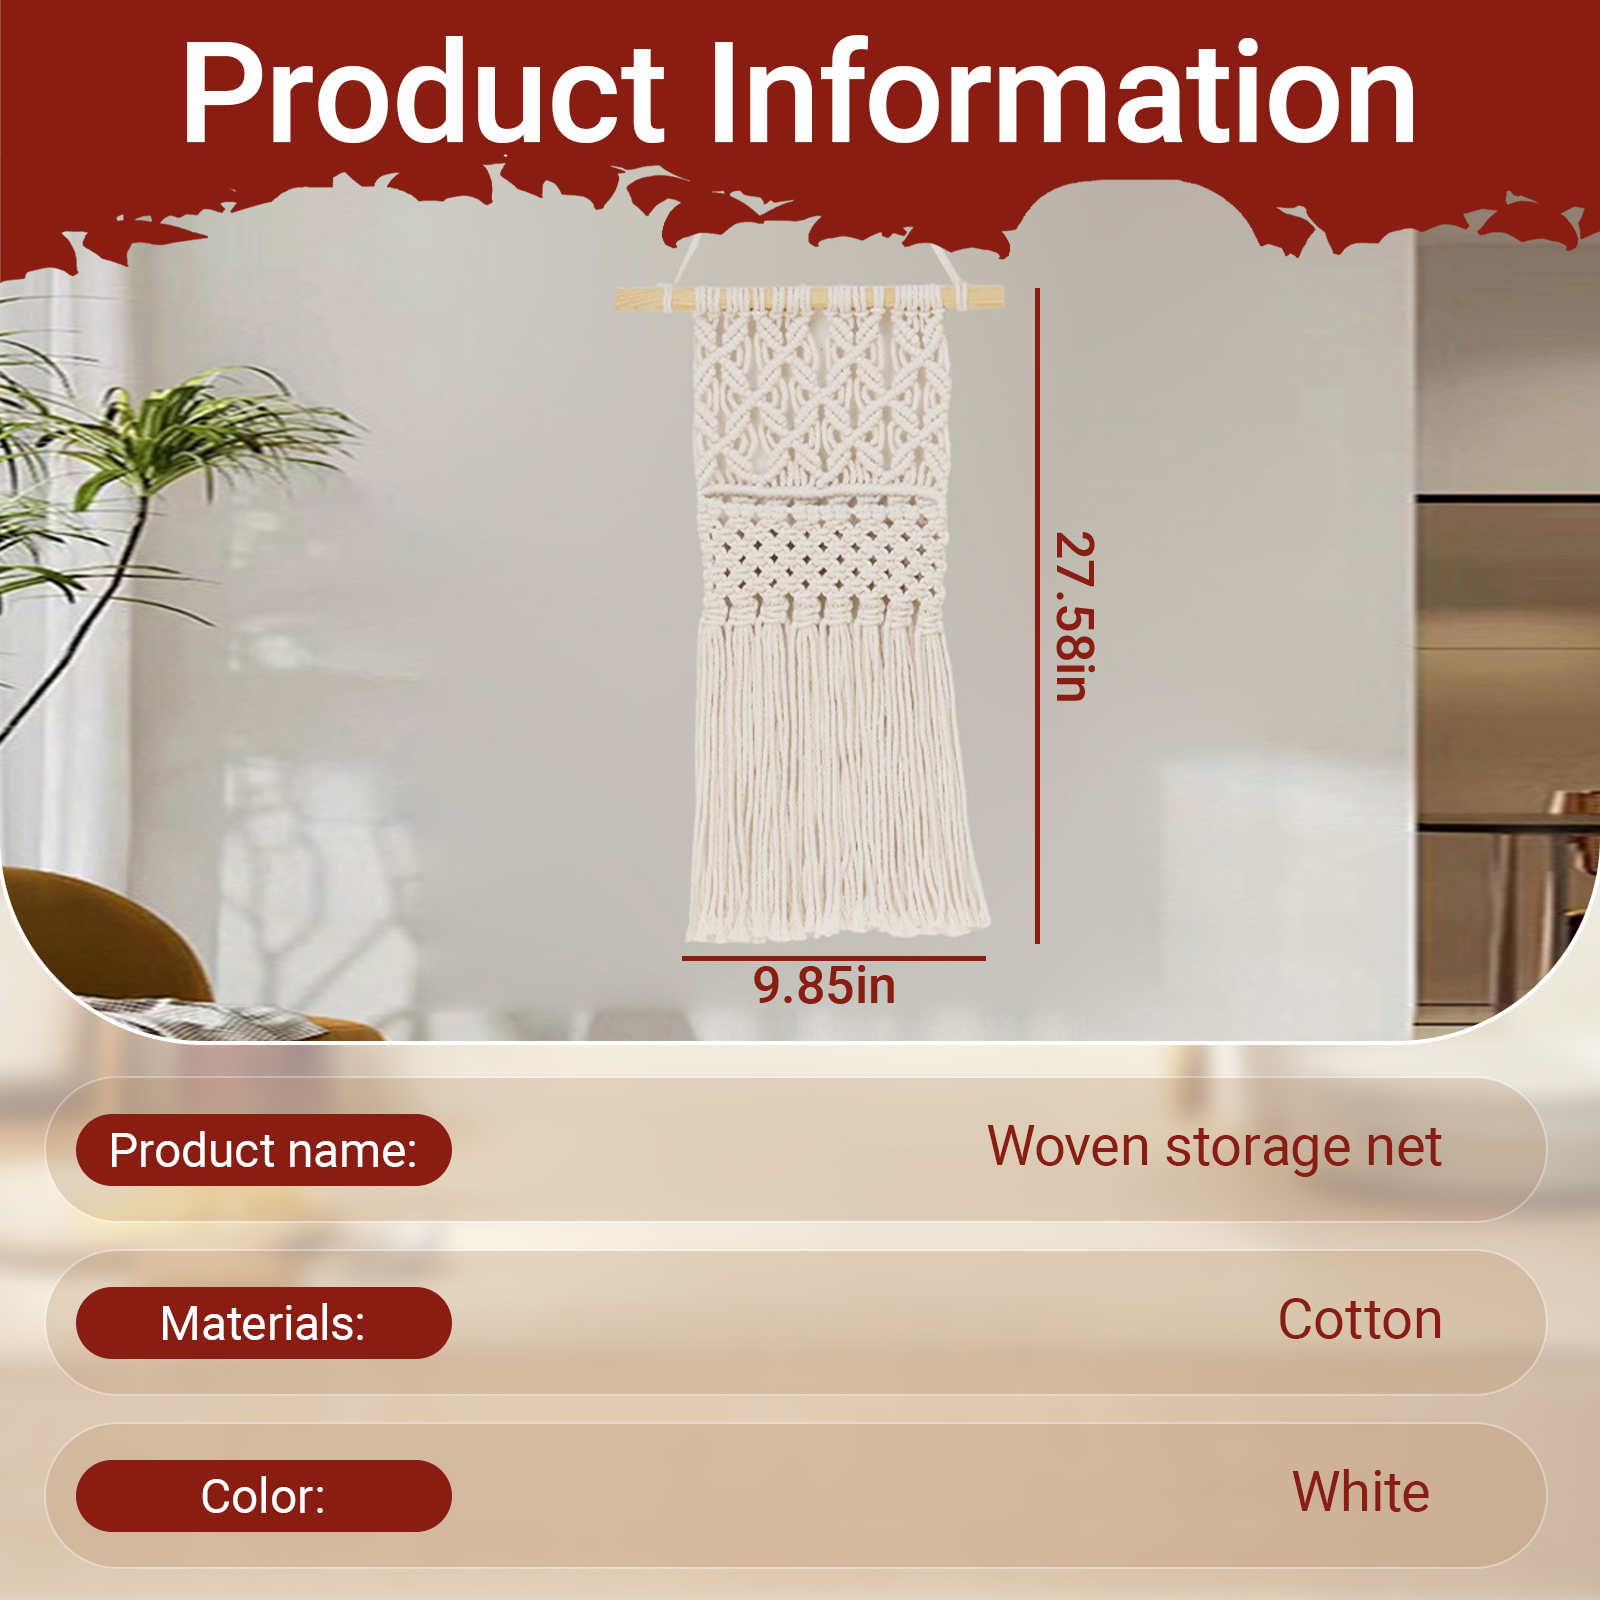 Product Information
27.58in
9.85in
Product name:
Woven storage net
Materials:
Cotton
Color:
White